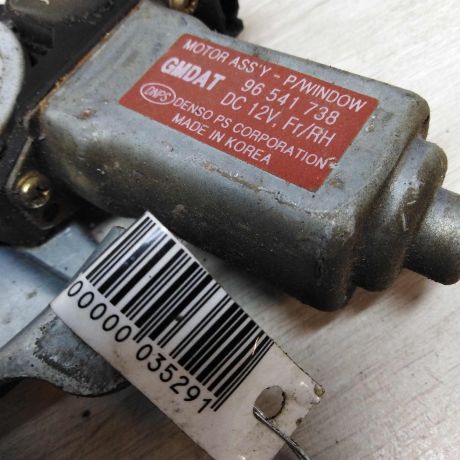 MOTOR ASS'Y - P/WINDOW
GMDAT 96 541 738
DC 12V Fr/RH
DNPS DENSO PS CORPORATION
MADE IN KOREA
00000 035291